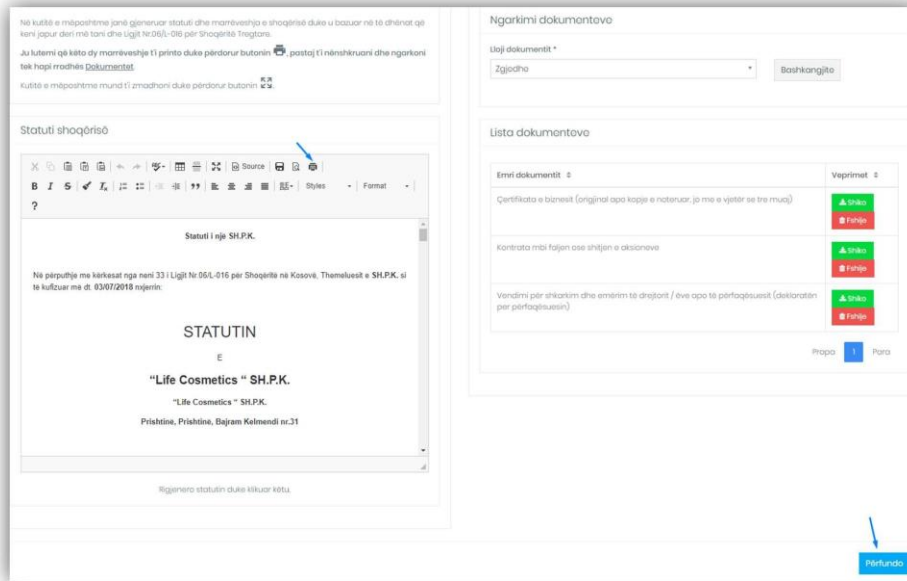 Në kutitë e mëposhtme janë gjeneruar statuti dhe marrëveshja e shoqërisë duke u bazuar në të dhënat që
keni japur deri më tani dhe Ligjit Nr.06/L-016 për Shoqëritë Tregtare.
Ju lutemi që këto dy marrëveshje t'i printo duke përdorur butonin , pastaj t'i nënshkruani dhe ngarkoni
tek hapi rrodhës Dokumentet.
Kutitë e mëposhtme mund t'i zmadhoni duke përdorur butonin
Statuti shoqërisë
Source
B I S Styles Format
?
Statuti i një SH.P.K.
Në përputhje me kërkesat nga neni 33 i Ligjit Nr.06/L-016 për Shoqëritë në Kosovë, Themeluesit e SH.P.K. si
të kufizuar më dt. 03/07/2018 nxjerrin:
STATUTIN
E
“Life Cosmetics “ SH.P.K.
“Life Cosmetics “ SH.P.K.
Prishtinë, Prishtinë, Bajram Kelmendi nr.31
Rigjenero statutin duke klikuar këtu.
Ngarkimi dokumenteve
Lloji dokumentit *
Zgjedhe
Bashkangjite
Lista dokumenteve
Emri dokumentit Veprimet
Çertifikata e biznesit (origjinal apo kopje e noteruar, jo me e vjetër se tre muaj)
Shiko
Fshije
Kontrata mbi faljen ose shitjen e aksioneve
Shiko
Fshije
Vendimi për shkarkim dhe emërim të drejtorit / ëve apo të përfaqësuesit (deklaratën
per përfaqësuesin)
Shiko
Fshije
Prapa 1 Para
Përfundo